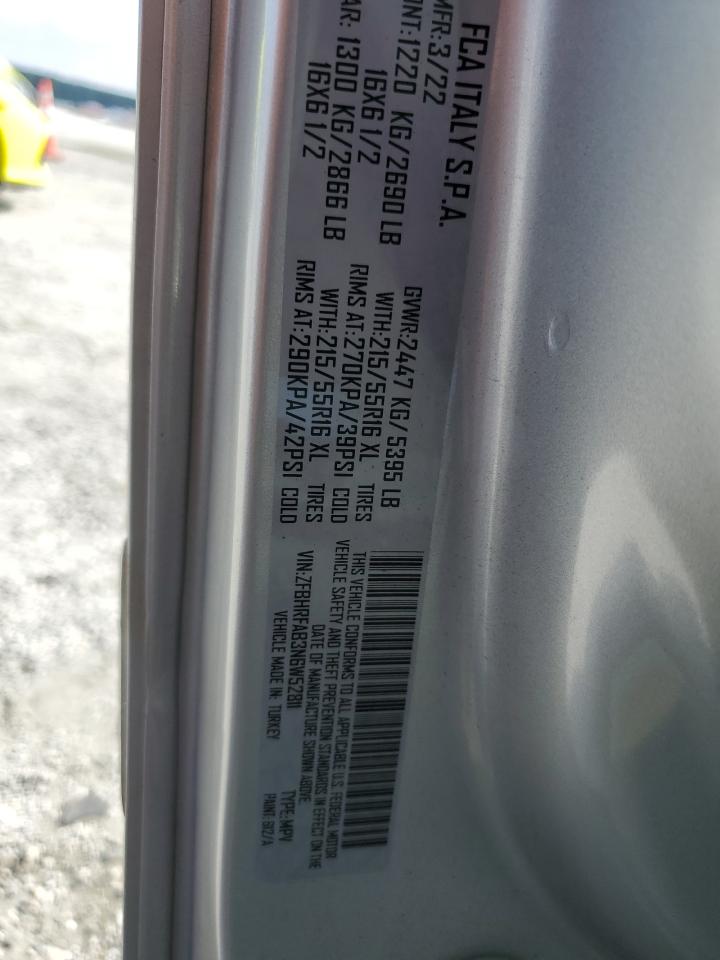 FCA ITALY S.P.A.
MFR:3/22 GVWR:2447 KG/ 5395 LB
NT:1220 KG/2690 LB WITH:215/55R16 XL TIRES
16X6 1/2 RIMS AT:270KPA/39PSI COLD
AR: 1300 KG/2866 LB WITH:215/55R16 XL TIRES
16X6 1/2 RIMS AT:290KPA/42PSI COLD
THIS VEHICLE CONFORMS TO ALL APPLICABLE U.S. FEDERAL MOTOR
VEHICLE SAFETY AND THEFT PREVENTION STANDARDS IN EFFECT ON THE
DATE OF MANUFACTURE SHOWN ABOVE.
VIN:ZFBHRFAB3N6W52811 TYPE:MPV
VEHICLE MADE IN: TURKEY PAINT:612/A